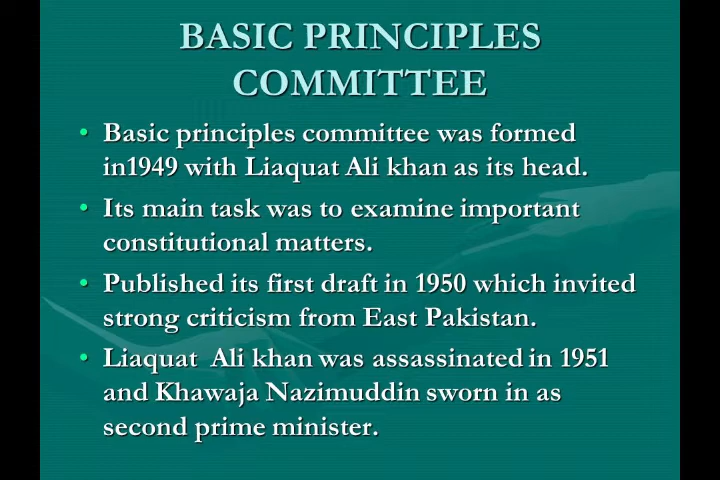 BASIC PRINCIPLES
COMMITTEE
• Basic principles committee was formed
in1949 with Liaquat Ali khan as its head.
• Its main task was to examine important
constitutional matters.
• Published its first draft in 1950 which invited
strong criticism from East Pakistan.
• Liaquat  Ali khan was assassinated in 1951
and Khawaja Nazimuddin sworn in as
second prime minister.